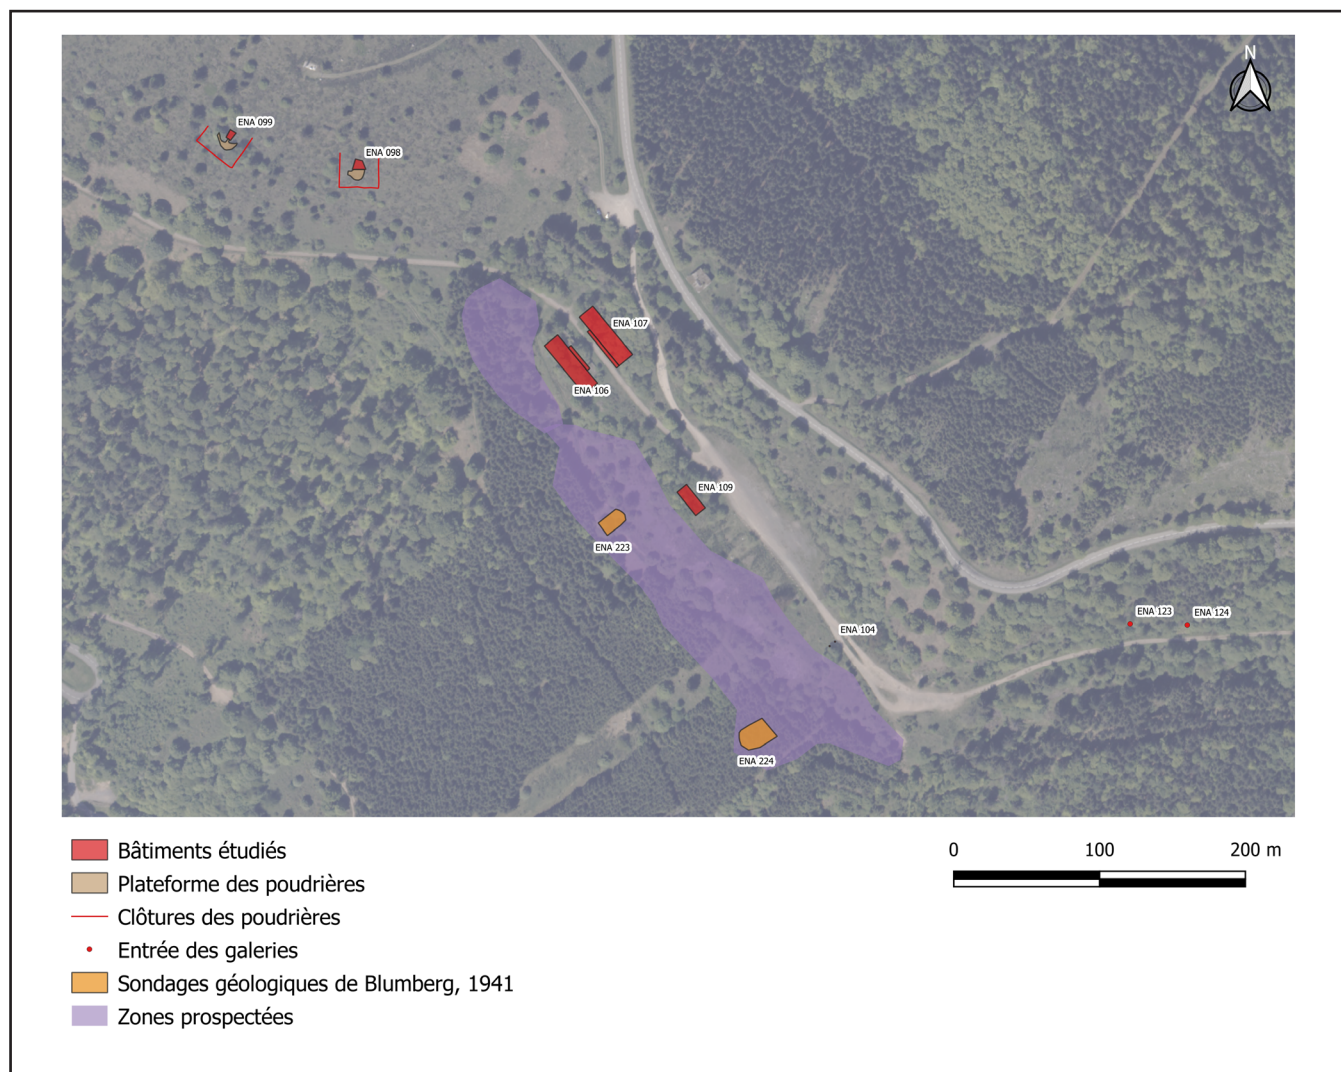 N
ENA 099
ENA 098
ENA 107
ENA 106
ENA 109
ENA 223
ENA 123
ENA 124
ENA 104
ENA 224
Bâtiments étudiés
Plateforme des poudrières
Clôtures des poudrières
Entrée des galeries
Sondages géologiques de Blumberg, 1941
Zones prospectées
0 100 200 m